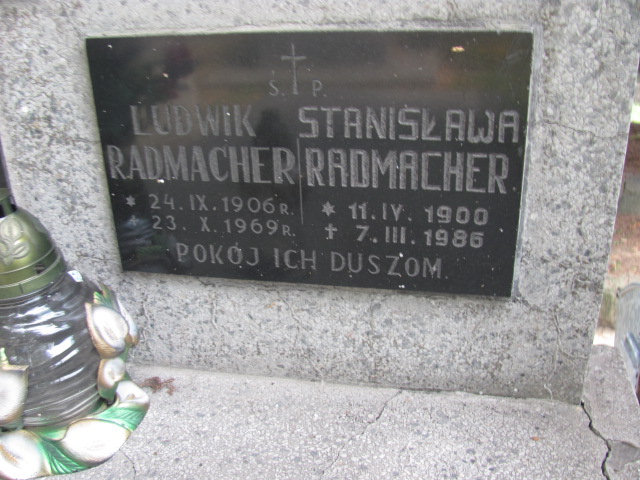 Ś. P.
LUDWIK
RADMACHER
* 24. IX. 1906 R.
23. X. 1969 R.
STANISŁAWA
RADMACHER
* 11. IV. 1900
† 7. III. 1986
POKÓJ ICH DUSZOM.